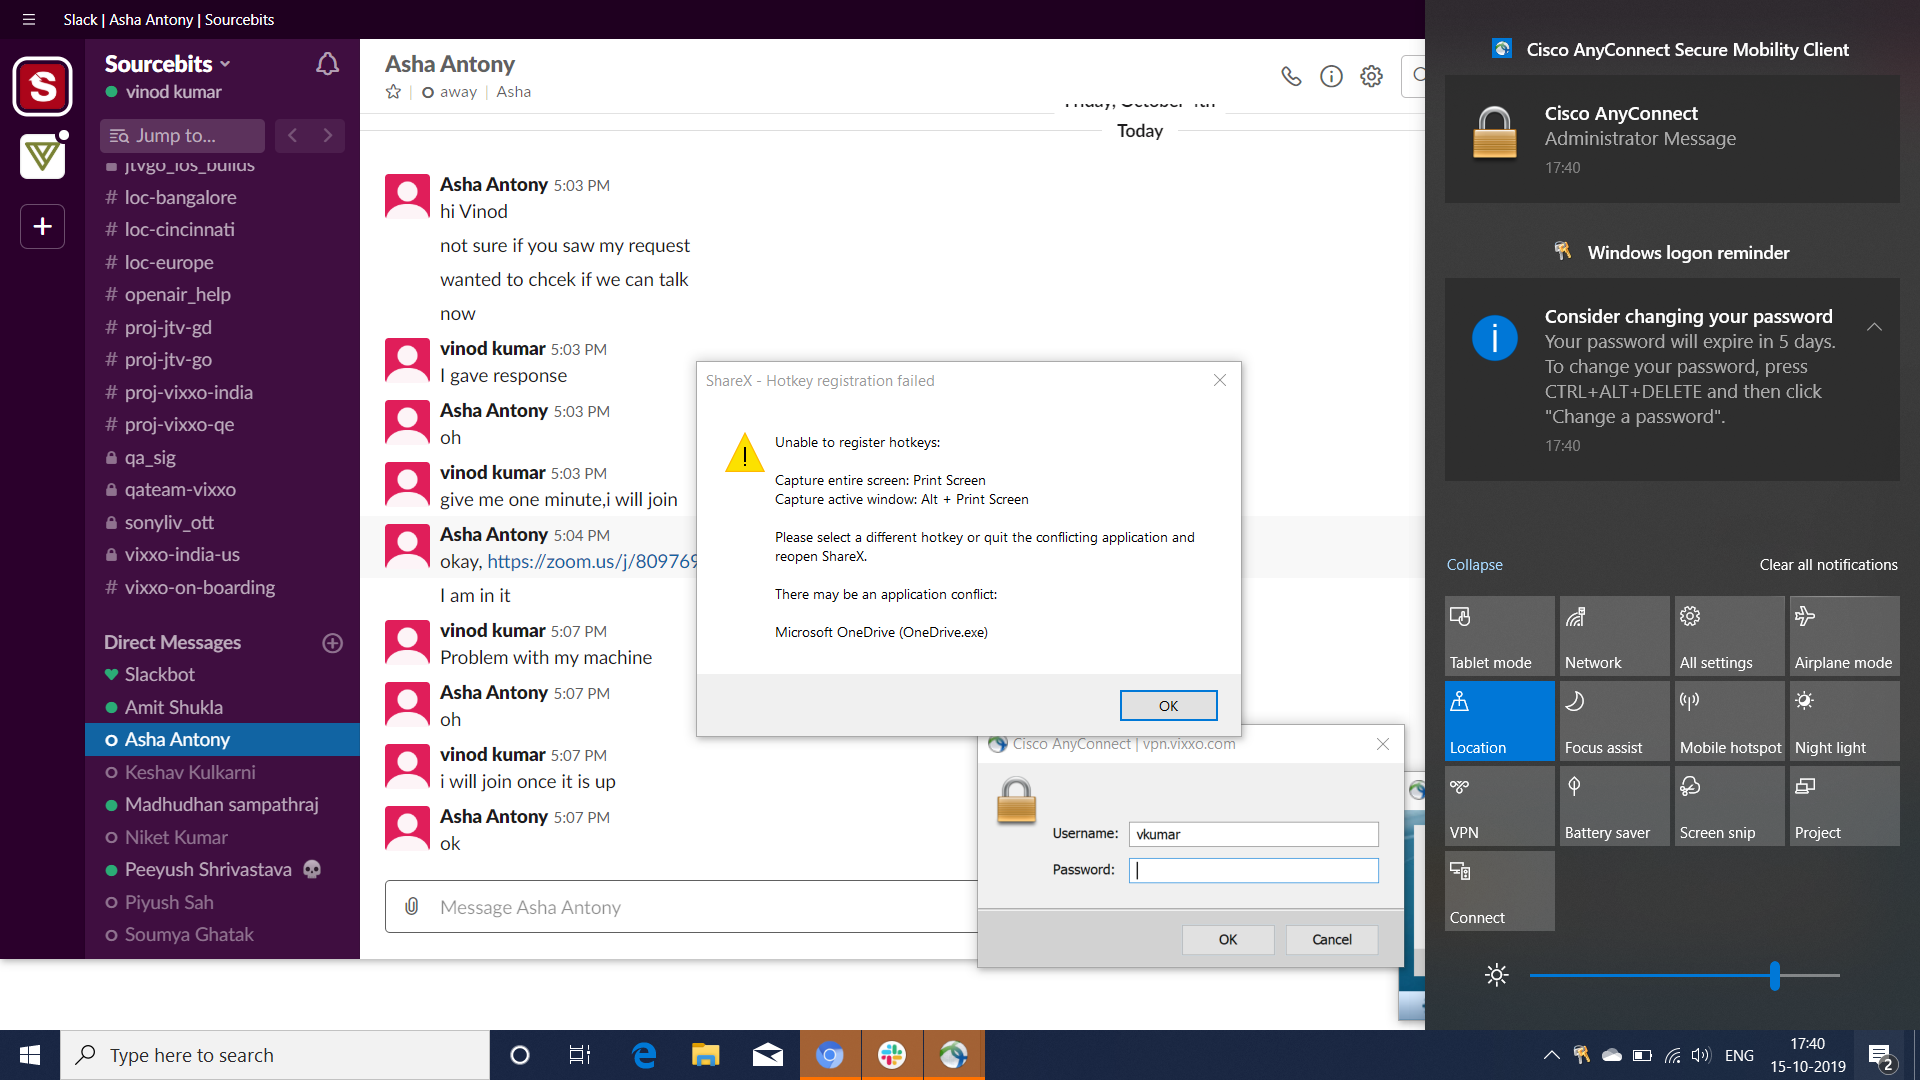 Slack | Asha Antony | Sourcebits
S
Sourcebits
vinod kumar
Jump to...
jtvgo_ios_builds
# loc-bangalore
# loc-cincinnati
# loc-europe
# openair_help
# proj-jtv-gd
# proj-jtv-go
# proj-vixxo-india
# proj-vixxo-qe
qa_sig
qateam-vixxo
sonyliv_ott
vixxo-india-us
# vixxo-on-boarding
Direct Messages
Slackbot
Amit Shukla
Asha Antony
Keshav Kulkarni
Madhudhan sampathraj
Niket Kumar
Peeyush Shrivastava
Piyush Sah
Soumya Ghatak
Asha Antony
away | Asha
Friday, October 4th
Today
Asha Antony 5:03 PM
hi Vinod
not sure if you saw my request
wanted to chcek if we can talk
now
vinod kumar 5:03 PM
I gave response
Asha Antony 5:03 PM
oh
vinod kumar 5:03 PM
give me one minute,i will join
Asha Antony 5:04 PM
okay, https://zoom.us/j/809769
I am in it
vinod kumar 5:07 PM
Problem with my machine
Asha Antony 5:07 PM
oh
vinod kumar 5:07 PM
i will join once it is up
Asha Antony 5:07 PM
ok
Message Asha Antony
ShareX - Hotkey registration failed
Unable to register hotkeys:
Capture entire screen: Print Screen
Capture active window: Alt + Print Screen
Please select a different hotkey or quit the conflicting application and
reopen ShareX.
There may be an application conflict:
Microsoft OneDrive (OneDrive.exe)
OK
Cisco AnyConnect | vpn.vixxo.com
Username: vkumar
Password:
OK Cancel
Cisco AnyConnect Secure Mobility Client
Cisco AnyConnect
Administrator Message
17:40
Windows logon reminder
Consider changing your password
Your password will expire in 5 days.
To change your password, press
CTRL+ALT+DELETE and then click
"Change a password".
17:40
Collapse Clear all notifications
Tablet mode Network All settings Airplane mode
Location Focus assist Mobile hotspot Night light
VPN Battery saver Screen snip Project
Connect
Type here to search
ENG
17:40
15-10-2019
2